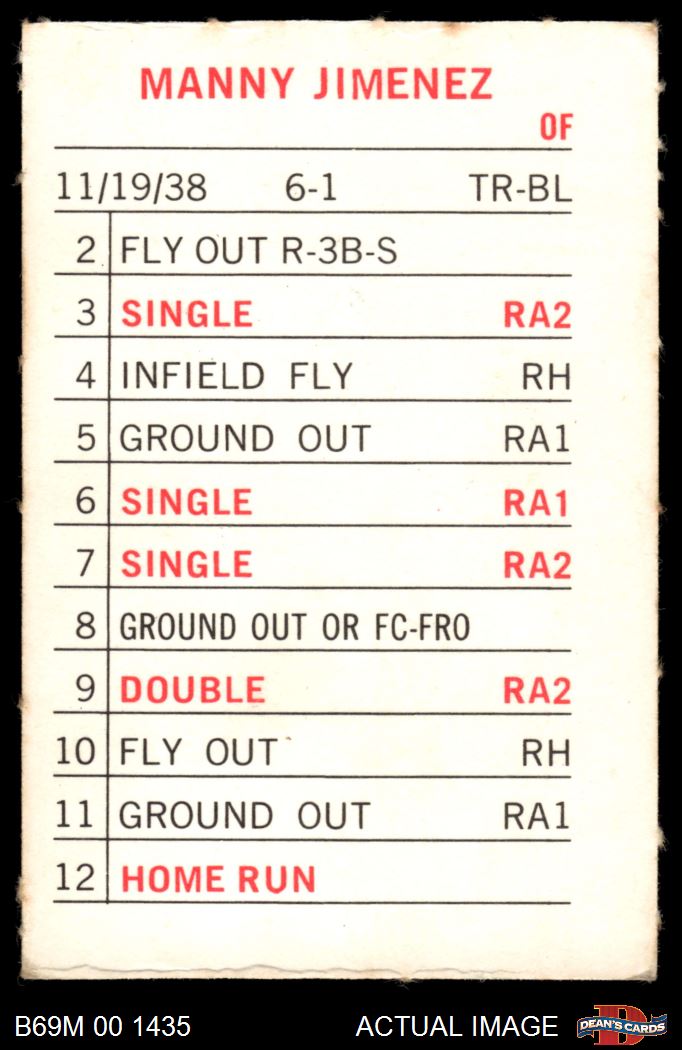 MANNY JIMENEZ
OF
11/19/38 6-1 TR-BL
2 FLY OUT R-3B-S
3 SINGLE RA2
4 INFIELD FLY RH
5 GROUND OUT RA1
6 SINGLE RA1
7 SINGLE RA2
8 GROUND OUT OR FC-FRO
9 DOUBLE RA2
10 FLY OUT RH
11 GROUND OUT RA1
12 HOME RUN
B69M 00 1435 ACTUAL IMAGE D DEAN'S CARDS